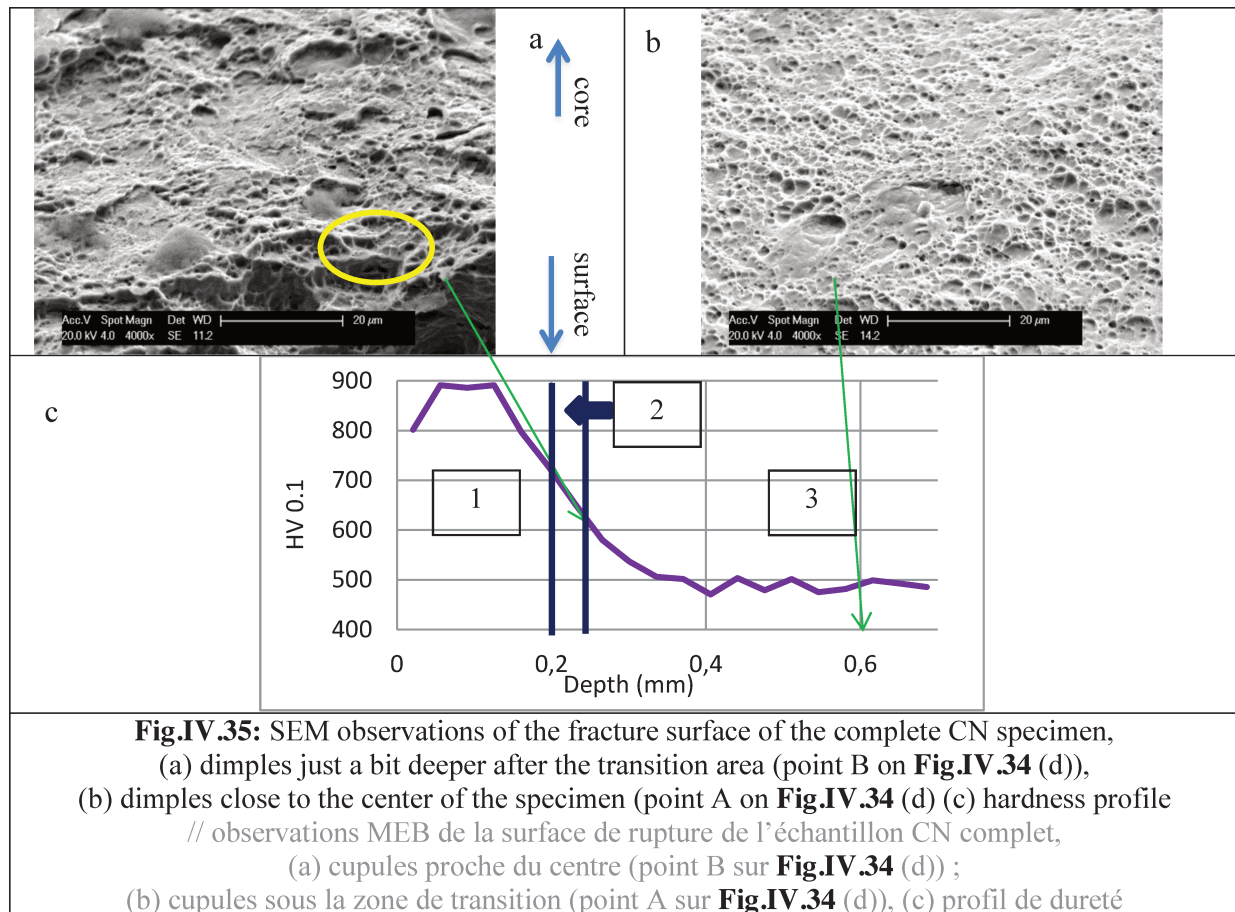 a
core
surface
Acc.V Spot Magn Det WD 20 µm
20.0 kV 4.0 4000x SE 11.2
b
Acc.V Spot Magn Det WD 20 µm
20.0 kV 4.0 4000x SE 14.2
c
HV 0.1
900
800
700
600
500
400
1
2
3
0
0,2
0,4
0,6
Depth (mm)
Fig.IV.35: SEM observations of the fracture surface of the complete CN specimen,
(a) dimples just a bit deeper after the transition area (point B on Fig.IV.34 (d)),
(b) dimples close to the center of the specimen (point A on Fig.IV.34 (d) (c) hardness profile
// observations MEB de la surface de rupture de l’échantillon CN complet,
(a) cupules proche du centre (point B sur Fig.IV.34 (d)) ;
(b) cupules sous la zone de transition (point A sur Fig.IV.34 (d)), (c) profil de dureté